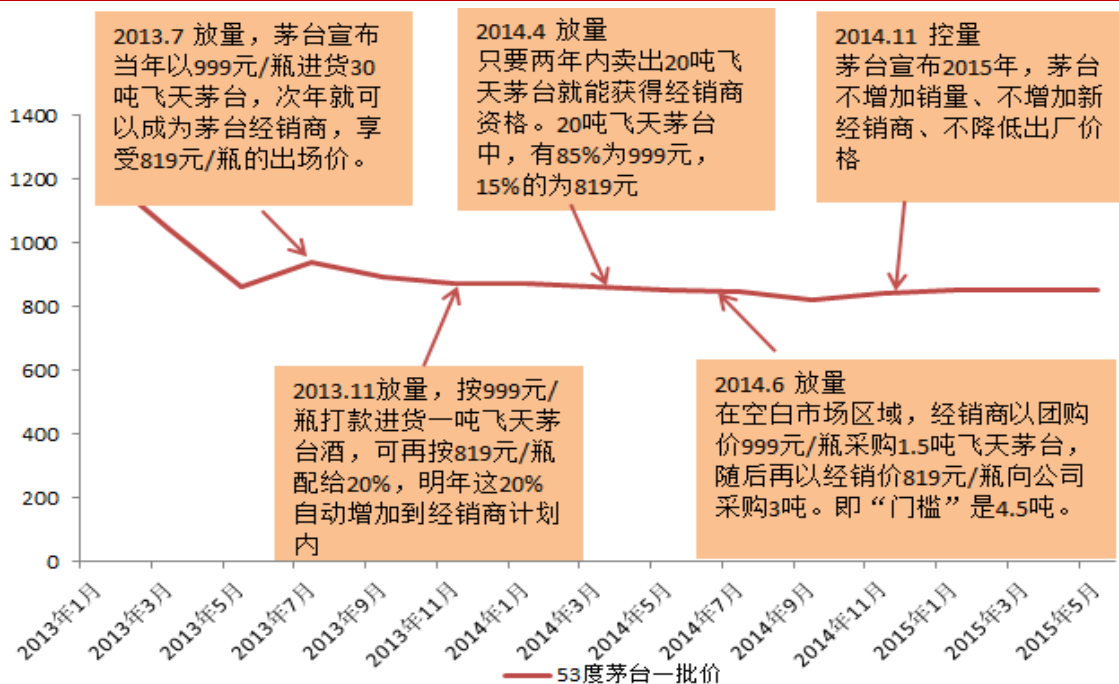 2013.7 放量，茅台宣布
当年以999元/瓶进货30
吨飞天茅台，次年就可
以成为茅台经销商，享
受819元/瓶的出场价。
2014.4 放量
只要两年内卖出20吨飞
天茅台就能获得经销商
资格。20吨飞天茅台
中，有85%为999元，
15%的为819元
2014.11 控量
茅台宣布2015年，茅台
不增加销量、不增加新
经销商、不降低出厂价
格
1400
1200
1000
800
600
400
200
0
2013.11放量，按999元/
瓶打款进货一吨飞天茅
台酒，可再按819元/瓶
配给20%，明年这20%
自动增加到经销商计划
内
2014.6 放量
在空白市场区域，经销商以团购
价999元/瓶采购1.5吨飞天茅台，
随后再以经销价819元/瓶向公司
采购3吨。即“门槛”是4.5吨。
2013年1月
2013年3月
2013年5月
2013年7月
2013年9月
2013年11月
2014年1月
2014年3月
2014年5月
2014年7月
2014年9月
2014年11月
2015年1月
2015年3月
2015年5月
53度茅台一批价